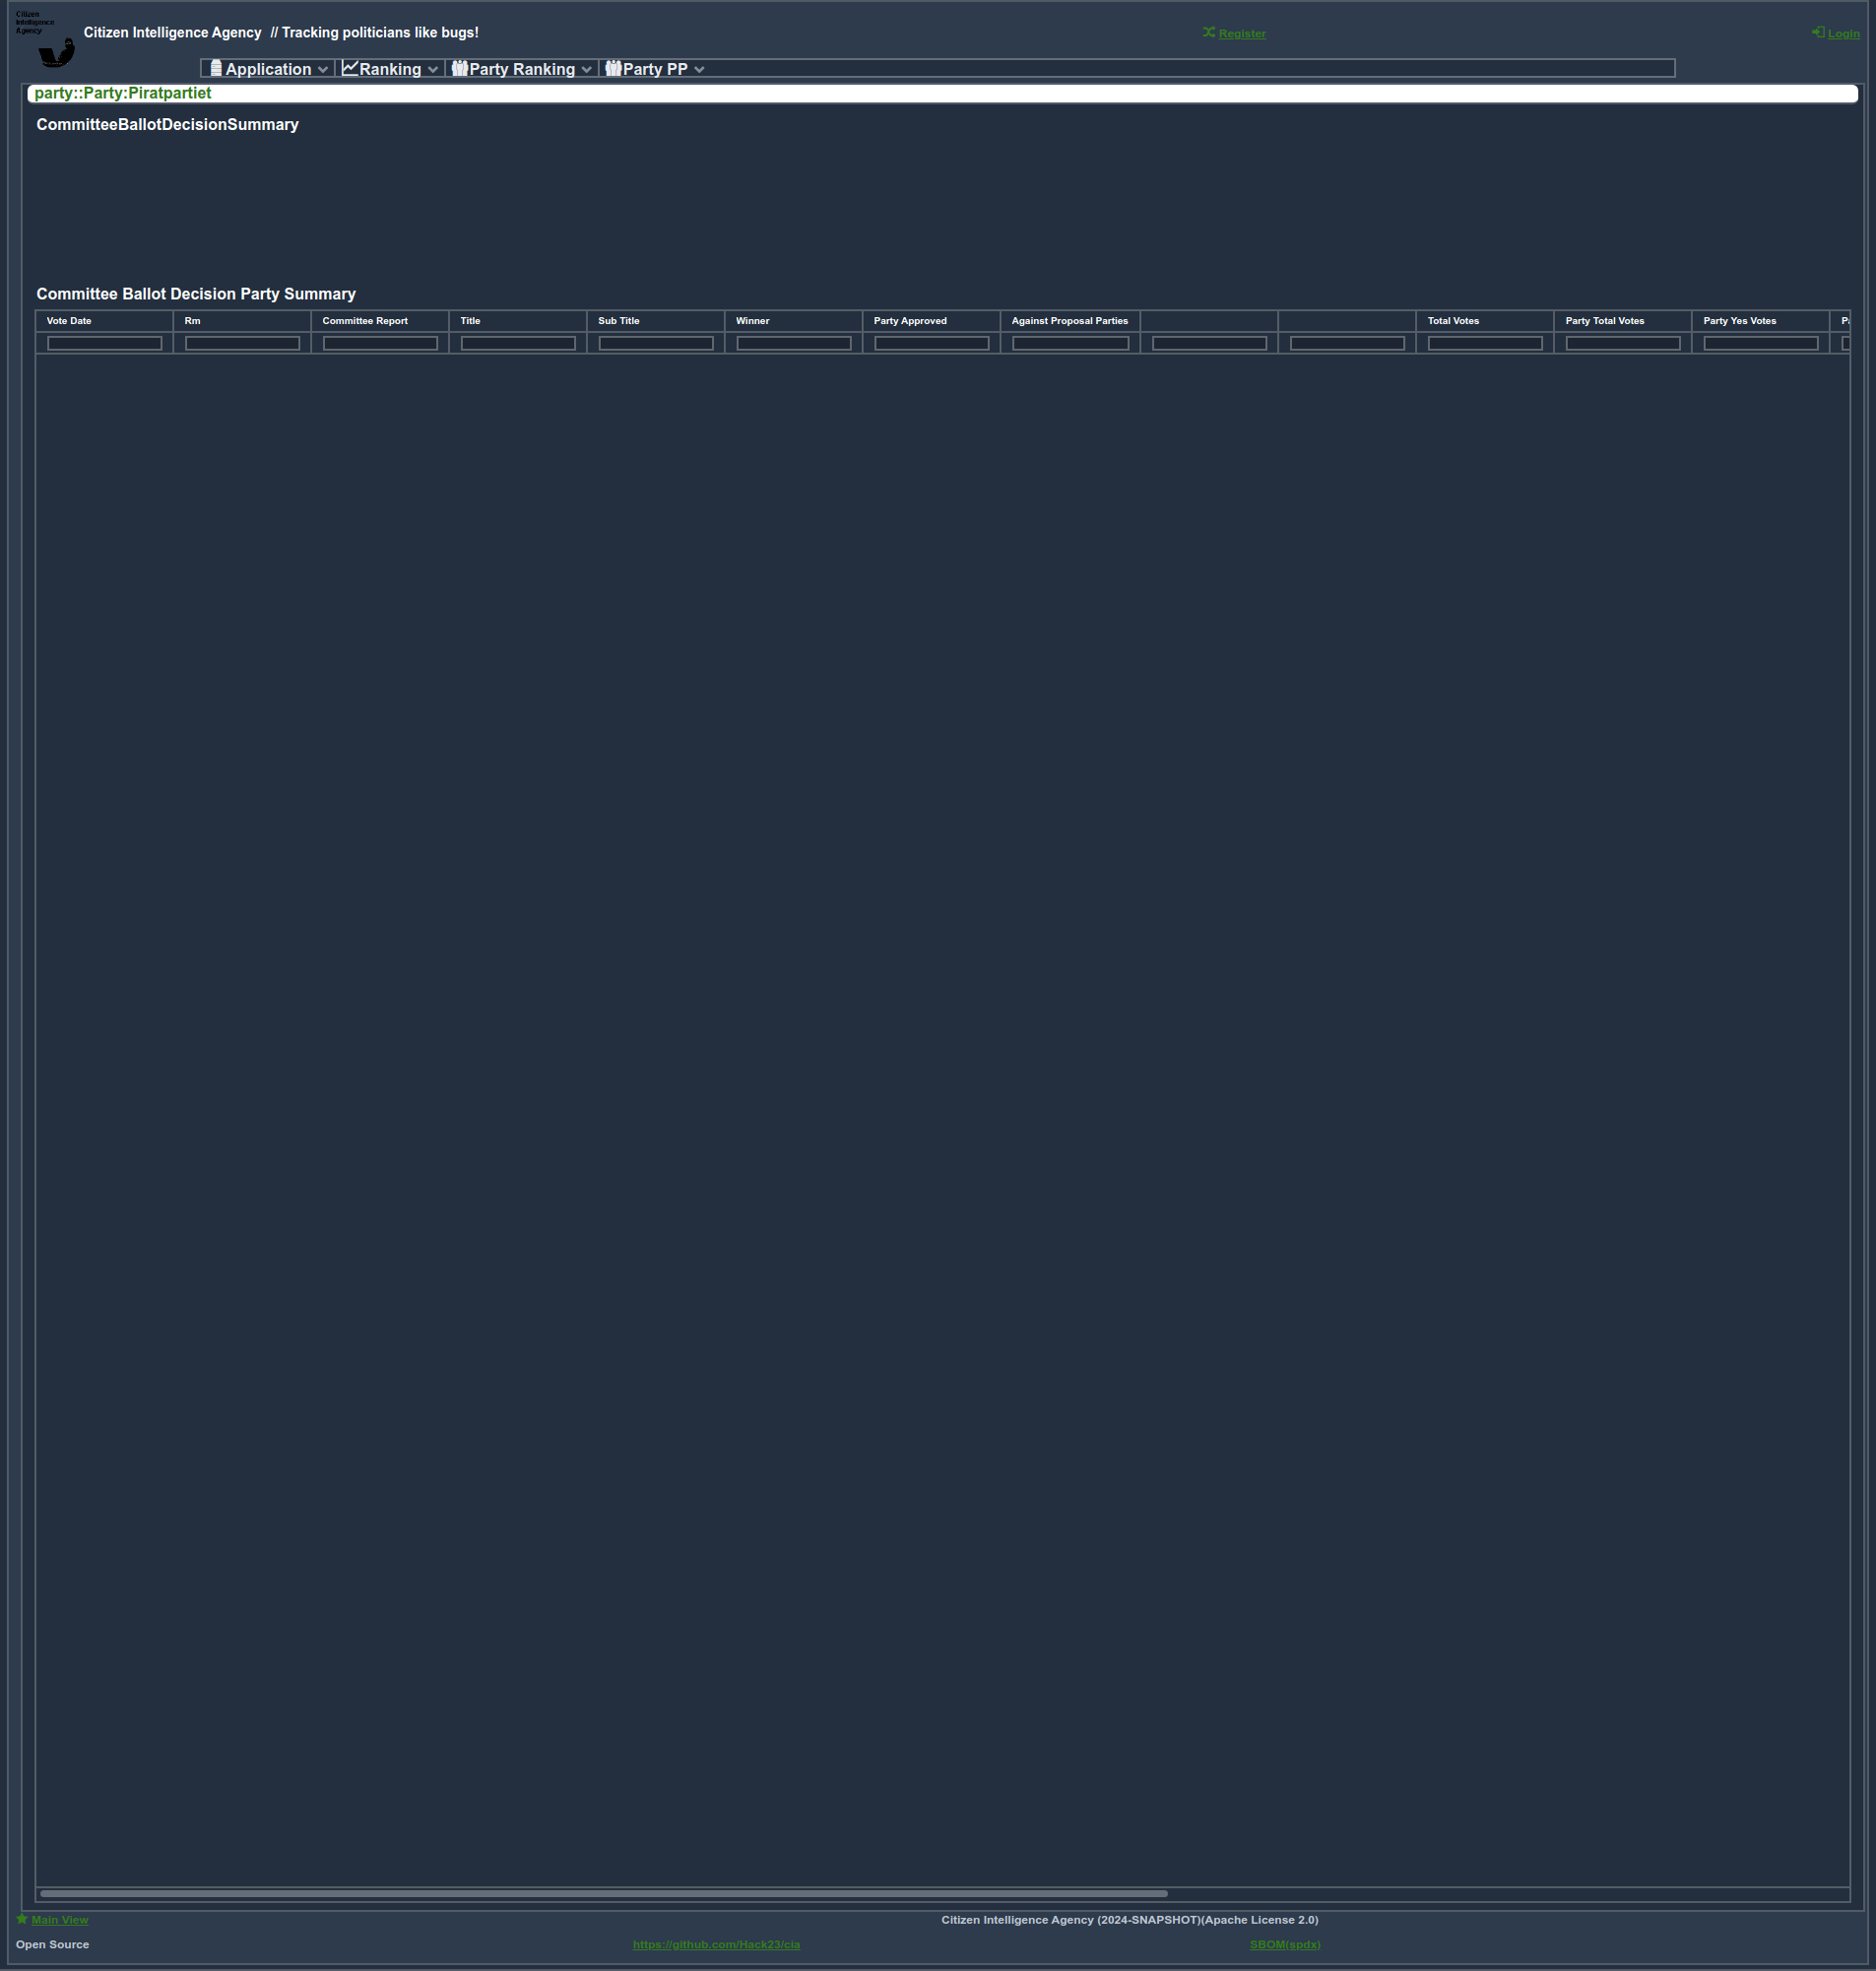 Citizen
Intelligence
Agency
Citizen Intelligence Agency // Tracking politicians like bugs!
Register
Login
Application
Ranking
Party Ranking
Party PP
party::Party:Piratpartiet
CommitteeBallotDecisionSummary
Committee Ballot Decision Party Summary
Vote Date Rm Committee Report Title Sub Title Winner Party Approved Against Proposal Parties Total Votes Party Total Votes Party Yes Votes
Main View
Citizen Intelligence Agency (2024-SNAPSHOT)(Apache License 2.0)
Open Source
https://github.com/Hack23/cia
SBOM(spdx)